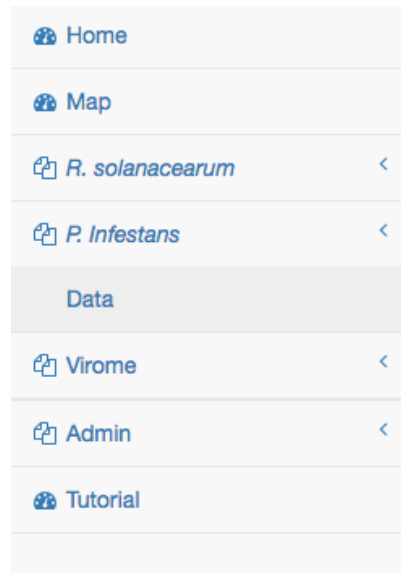 Home
Map
R. solanacearum
P. Infestans
Data
Virome
Admin
Tutorial